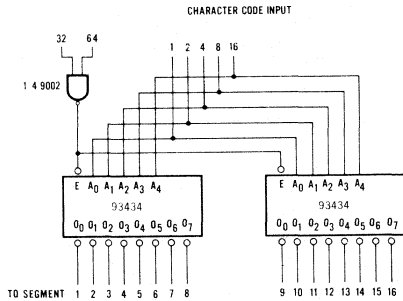 CHARACTER CODE INPUT
32 64
1 2 4 8 16
1 4 9002
E A0 A1 A2 A3 A4
93434
O0 O1 O2 O3 O4 O5 O6 O7
E A0 A1 A2 A3 A4
93434
O0 O1 O2 O3 O4 O5 O6 O7
TO SEGMENT 1 2 3 4 5 6 7 8
9 10 11 12 13 14 15 16